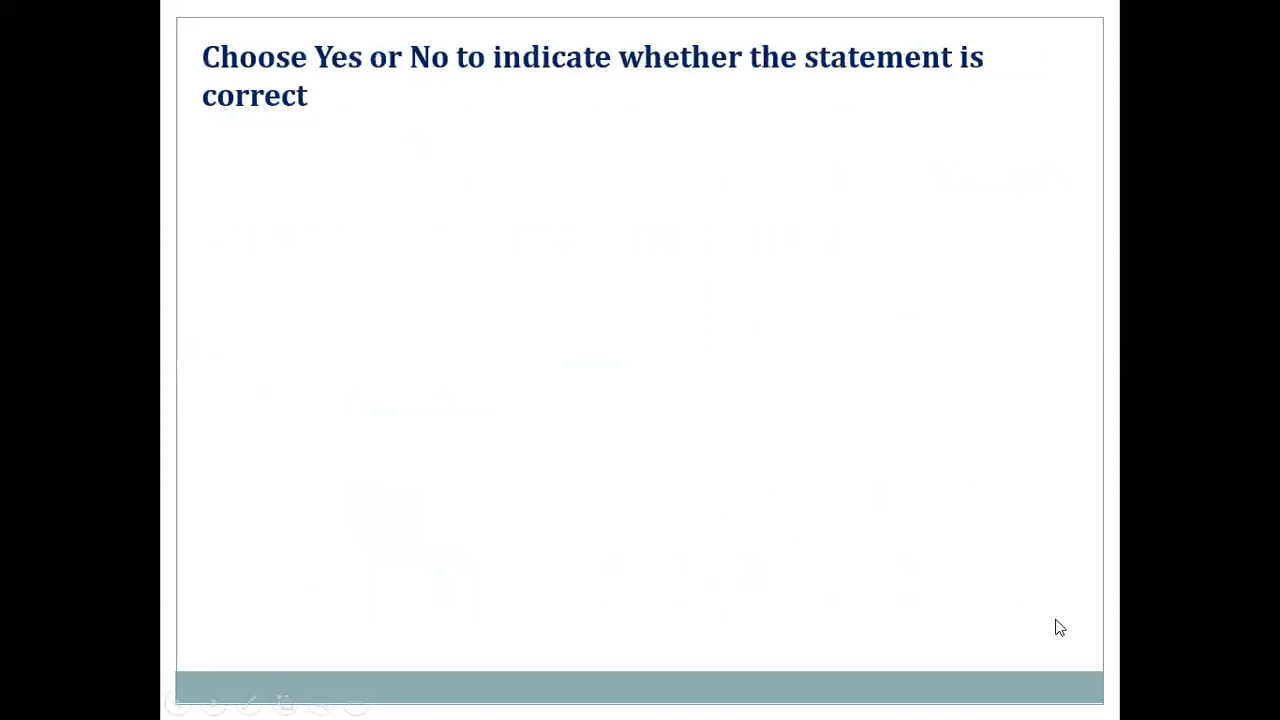 Choose Yes or No to indicate whether the statement is
correct